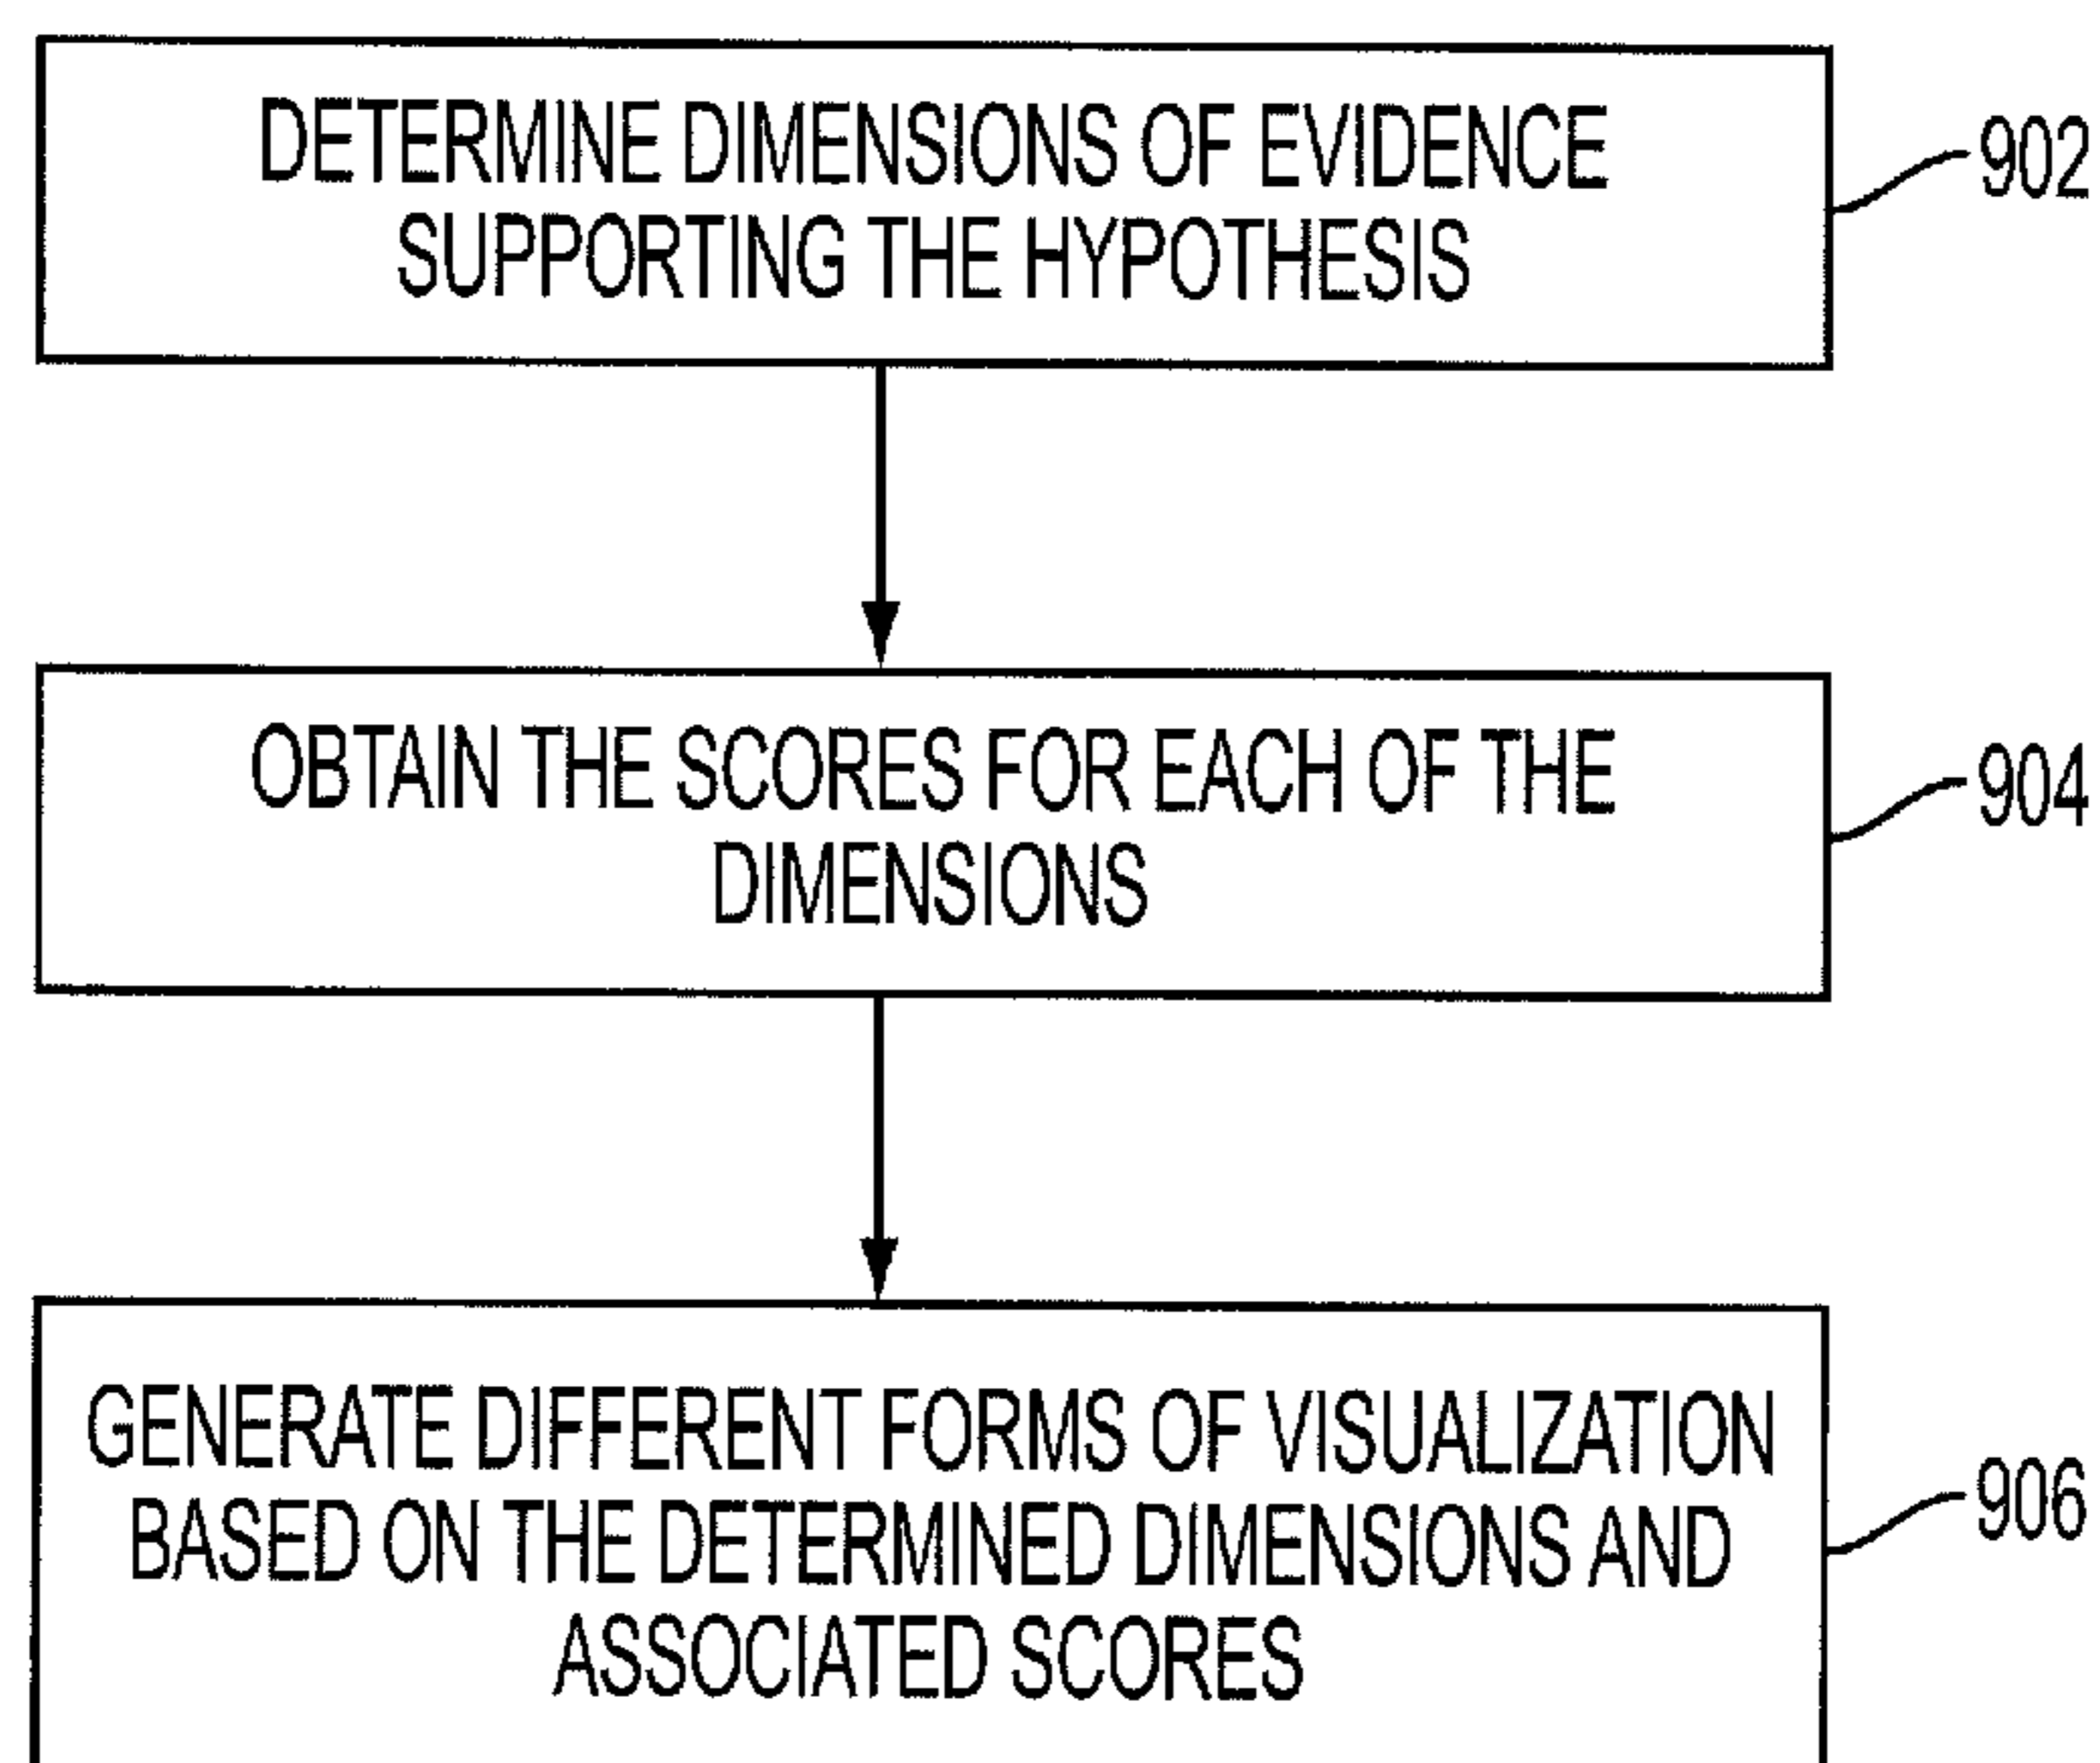 DETERMINE DIMENSIONS OF EVIDENCE
SUPPORTING THE HYPOTHESIS
902
OBTAIN THE SCORES FOR EACH OF THE
DIMENSIONS
904
GENERATE DIFFERENT FORMS OF VISUALIZATION
BASED ON THE DETERMINED DIMENSIONS AND
ASSOCIATED SCORES
906